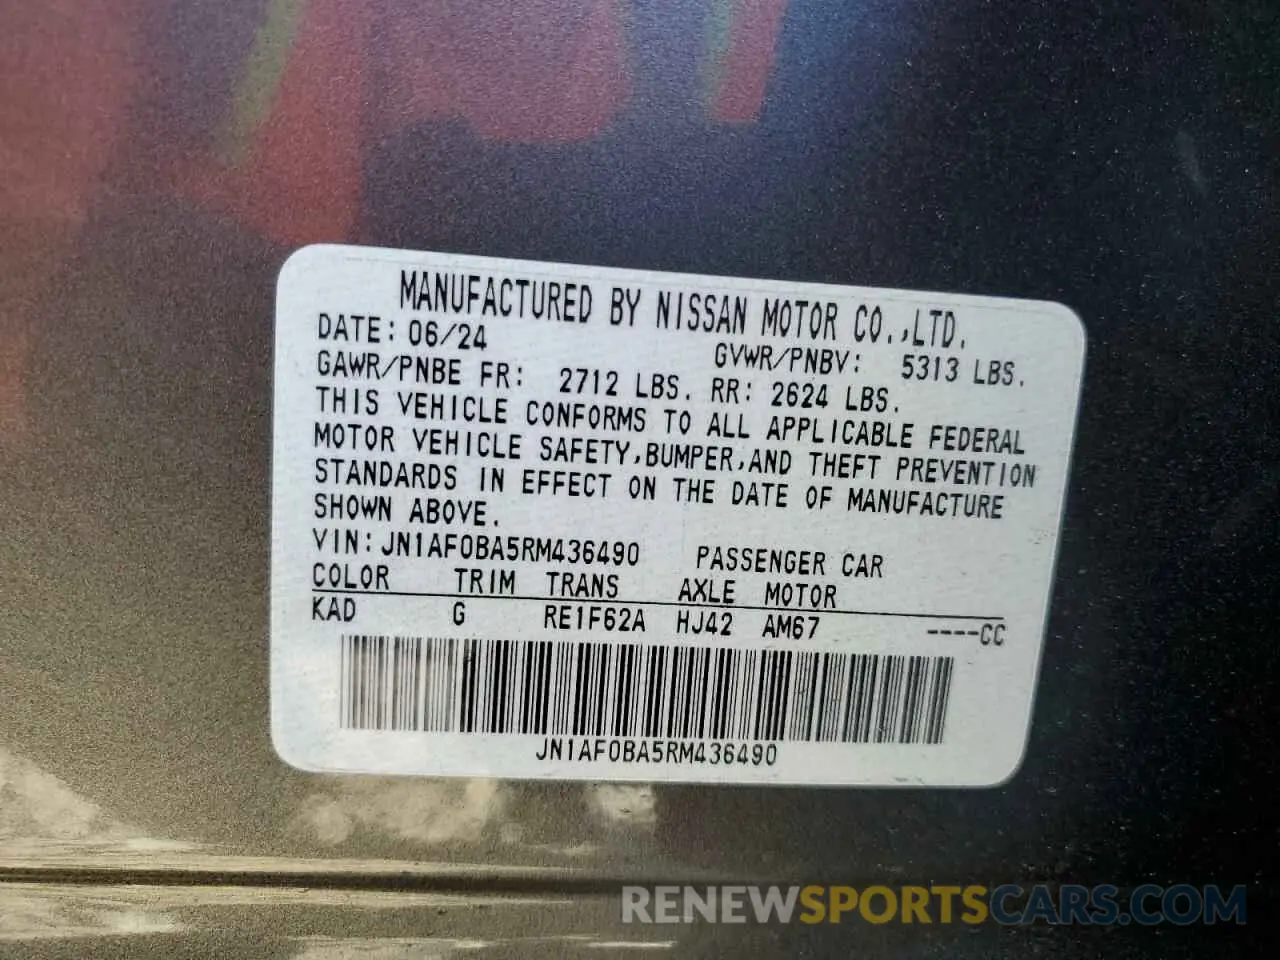 MANUFACTURED BY NISSAN MOTOR CO.,LTD.
DATE: 06/24 GVWR/PNBV: 5313 LBS.
GAWR/PNBE FR: 2712 LBS. RR: 2624 LBS.
THIS VEHICLE CONFORMS TO ALL APPLICABLE FEDERAL
MOTOR VEHICLE SAFETY,BUMPER,AND THEFT PREVENTION
STANDARDS IN EFFECT ON THE DATE OF MANUFACTURE
SHOWN ABOVE.
VIN: JN1AF0BA5RM436490 PASSENGER CAR
COLOR TRIM TRANS AXLE MOTOR
KAD G RE1F62A HJ42 AM67 ----CC
JN1AF0BA5RM436490
RENEWSPORTSCARS.COM